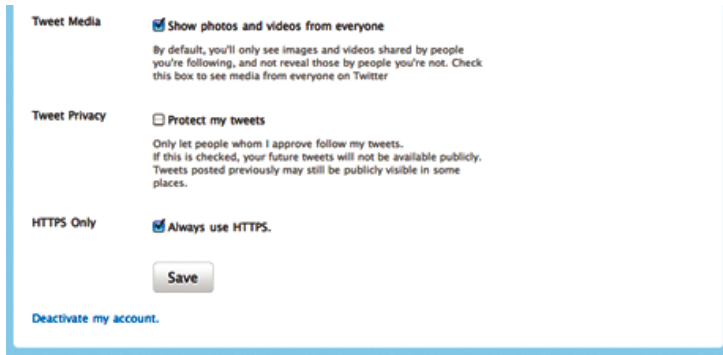 Tweet Media
Show photos and videos from everyone
By default, you'll only see images and videos shared by people
you're following, and not reveal those by people you're not. Check
this box to see media from everyone on Twitter
Tweet Privacy
Protect my tweets
Only let people whom I approve follow my tweets.
If this is checked, your future tweets will not be available publicly.
Tweets posted previously may still be publicly visible in some
places.
HTTPS Only
Always use HTTPS.
Save
Deactivate my account.